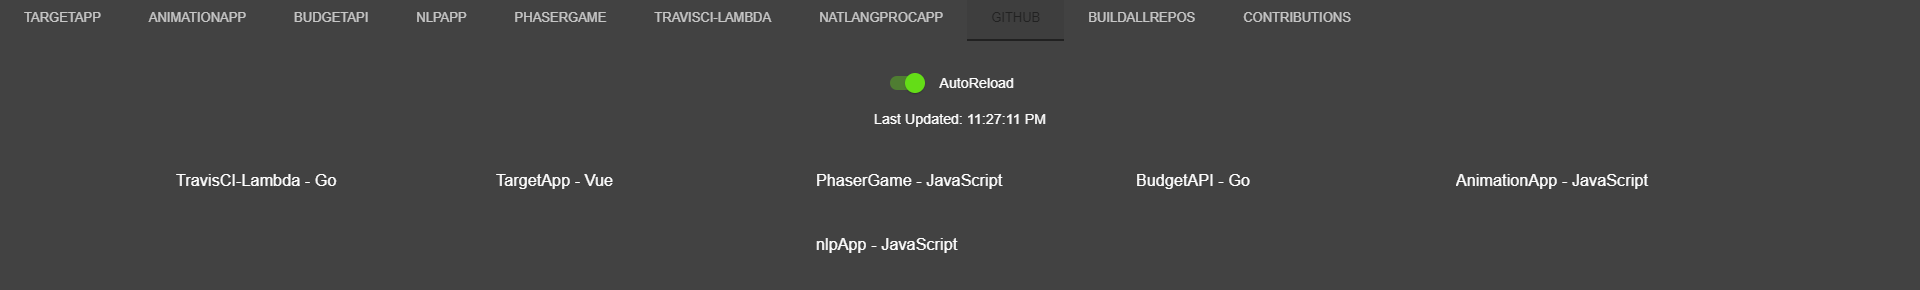 TARGETAPP ANIMATIONAPP BUDGETAPI NLPAPP PHASERGAME TRAVISCI-LAMBDA NATLANGPROCAPP GITHUB BUILDALLREPOS CONTRIBUTIONS
AutoReload
Last Updated: 11:27:11 PM
TravisCI-Lambda - Go TargetApp - Vue PhaserGame - JavaScript BudgetAPI - Go AnimationApp - JavaScript
nlpApp - JavaScript